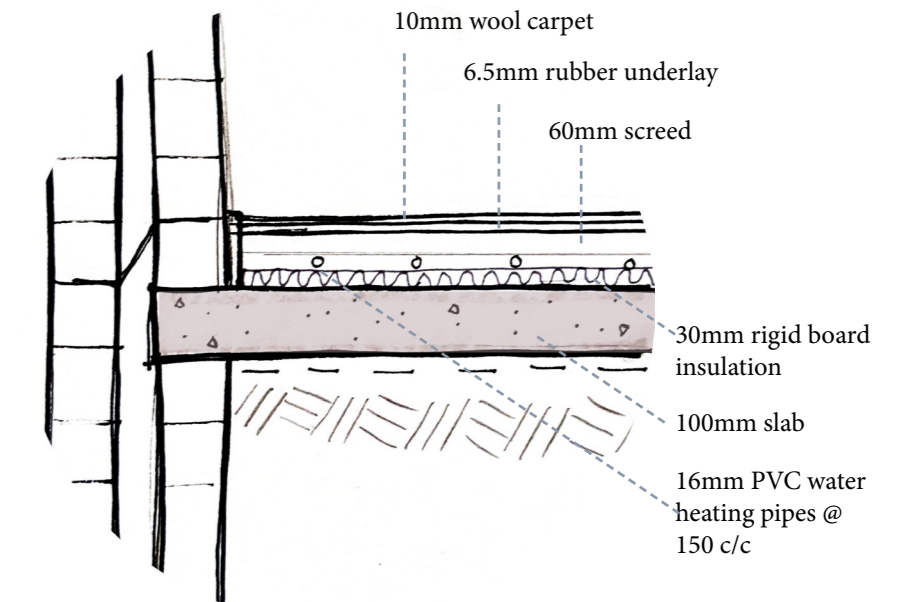 10mm wool carpet
6.5mm rubber underlay
60mm screed
30mm rigid board
insulation
100mm slab
16mm PVC water
heating pipes @
150 c/c